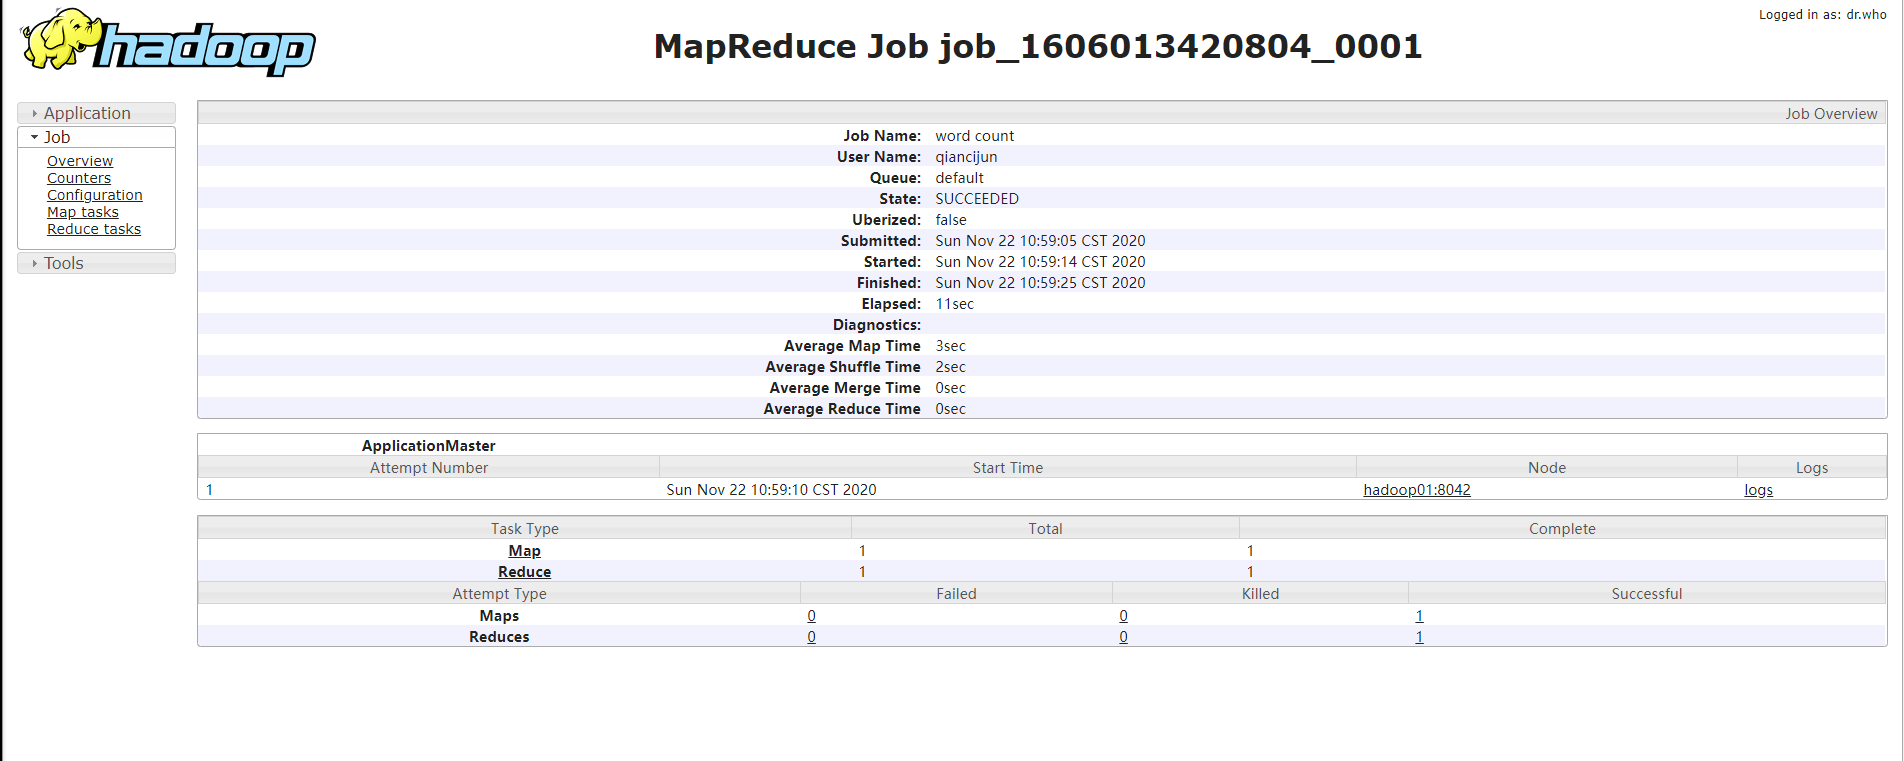 Logged in as: dr.who
hadoop
MapReduce Job job_1606013420804_0001
Application
Job
Overview
Counters
Configuration
Map tasks
Reduce tasks
Tools
Job Overview
Job Name: word count
User Name: qiancijun
Queue: default
State: SUCCEEDED
Uberized: false
Submitted: Sun Nov 22 10:59:05 CST 2020
Started: Sun Nov 22 10:59:14 CST 2020
Finished: Sun Nov 22 10:59:25 CST 2020
Elapsed: 11sec
Diagnostics:
Average Map Time 3sec
Average Shuffle Time 2sec
Average Merge Time 0sec
Average Reduce Time 0sec
ApplicationMaster
Attempt Number Start Time Node Logs
1 Sun Nov 22 10:59:10 CST 2020 hadoop01:8042 logs
Task Type Total Complete
Map 1 1
Reduce 1 1
Attempt Type Failed Killed Successful
Maps 0 0 1
Reduces 0 0 1